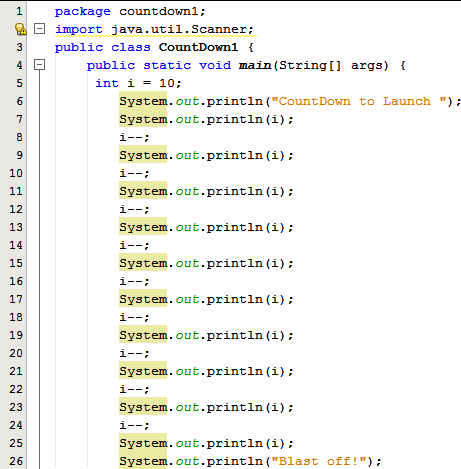 1 package countdown1;
import java.util.Scanner;
3 public class CountDown1 {
4 public static void main(String[] args) {
5 int i = 10;
6 System.out.println("CountDown to Launch ");
7 System.out.println(i);
8 i--;
9 System.out.println(i);
10 i--;
11 System.out.println(i);
12 i--;
13 System.out.println(i);
14 i--;
15 System.out.println(i);
16 i--;
17 System.out.println(i);
18 i--;
19 System.out.println(i);
20 i--;
21 System.out.println(i);
22 i--;
23 System.out.println(i);
24 i--;
25 System.out.println(i);
26 System.out.println("Blast off!");